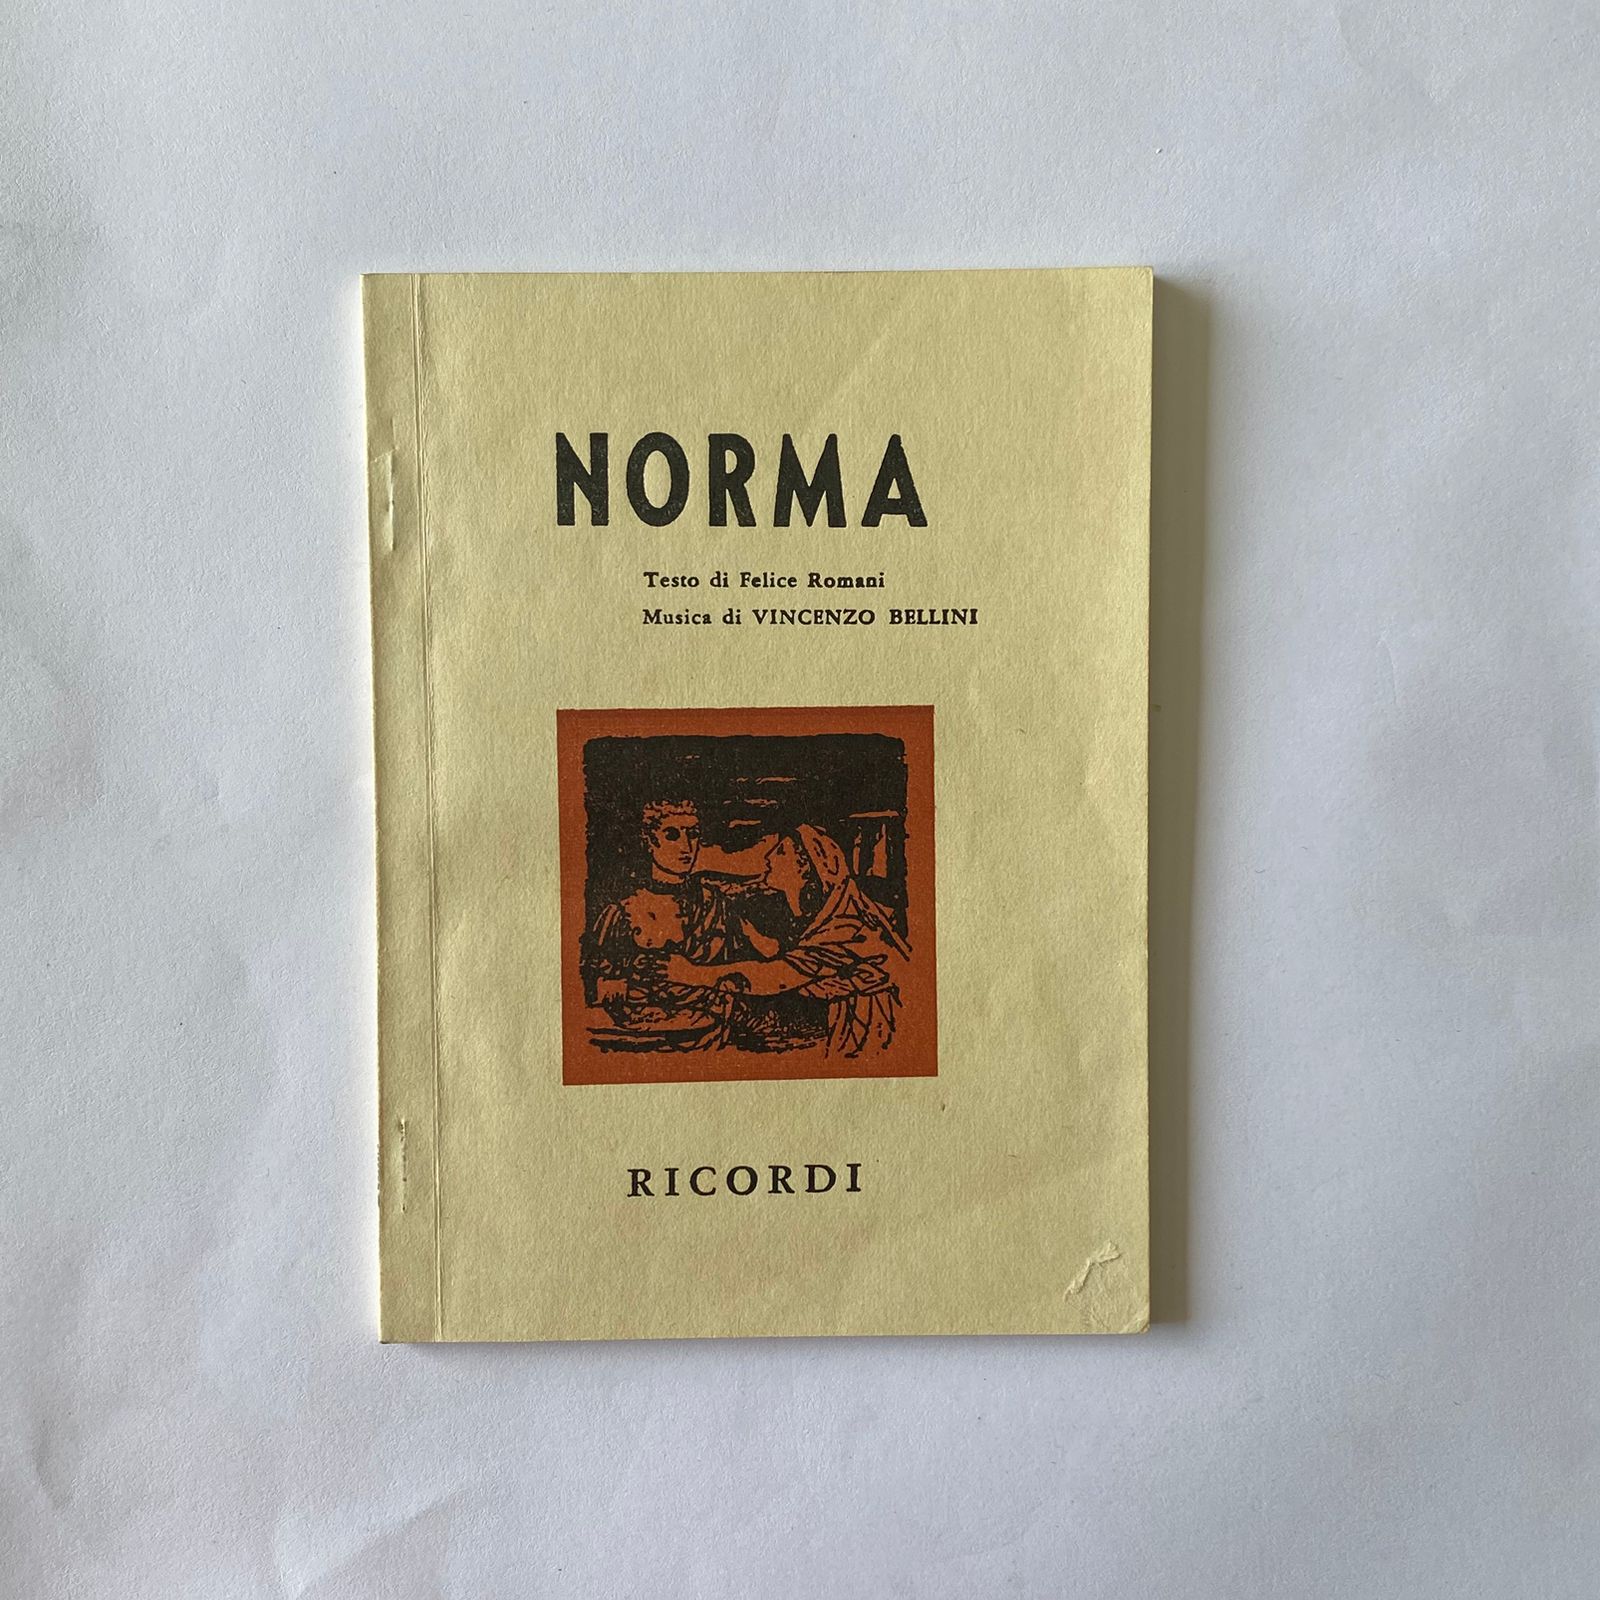 NORMA
Testo di Felice Romani
Musica di VINCENZO BELLINI
RICORDI